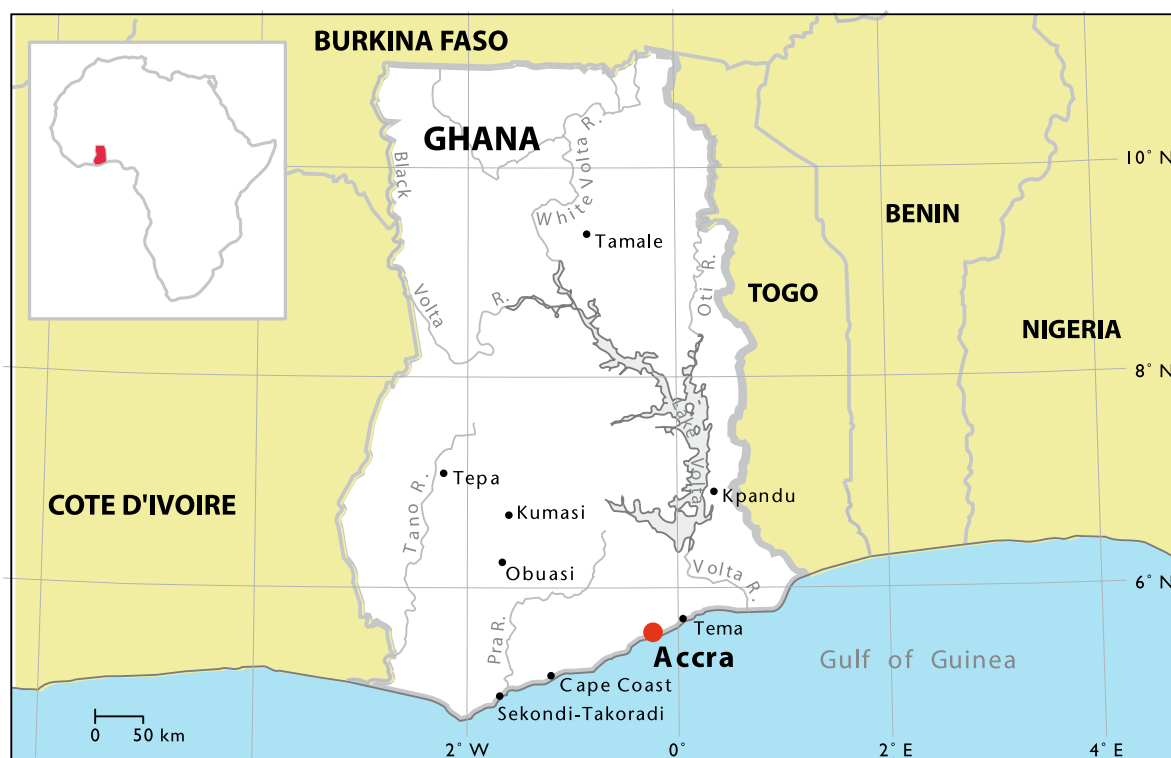 BURKINA FASO
GHANA
10° N
Black
White Volta R.
BENIN
Tamale
Oti R.
TOGO
Volta
R.
NIGERIA
8° N
Lake Volta
Tepa
Kpandu
COTE D'IVOIRE
Tano R.
Kumasi
Obuasi
Volta R.
6° N
Pra R.
Tema
Accra
Gulf of Guinea
Cape Coast
Sekondi-Takoradi
0 50 km
2° W
0°
2° E
4° E